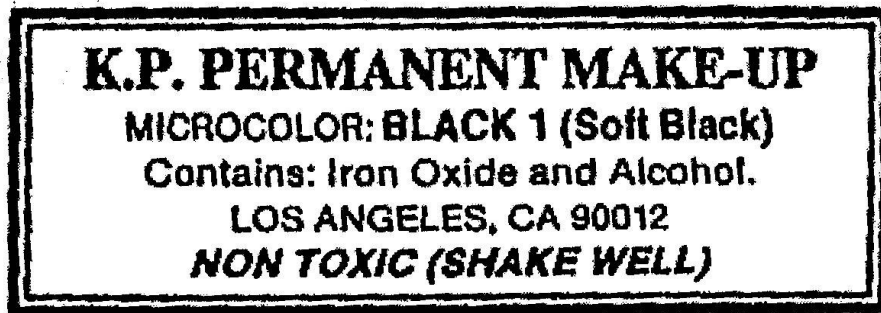 K.P. PERMANENT MAKE-UP
MICROCOLOR: BLACK 1 (Soft Black)
Contains: Iron Oxide and Alcohol.
LOS ANGELES, CA 90012
NON TOXIC (SHAKE WELL)